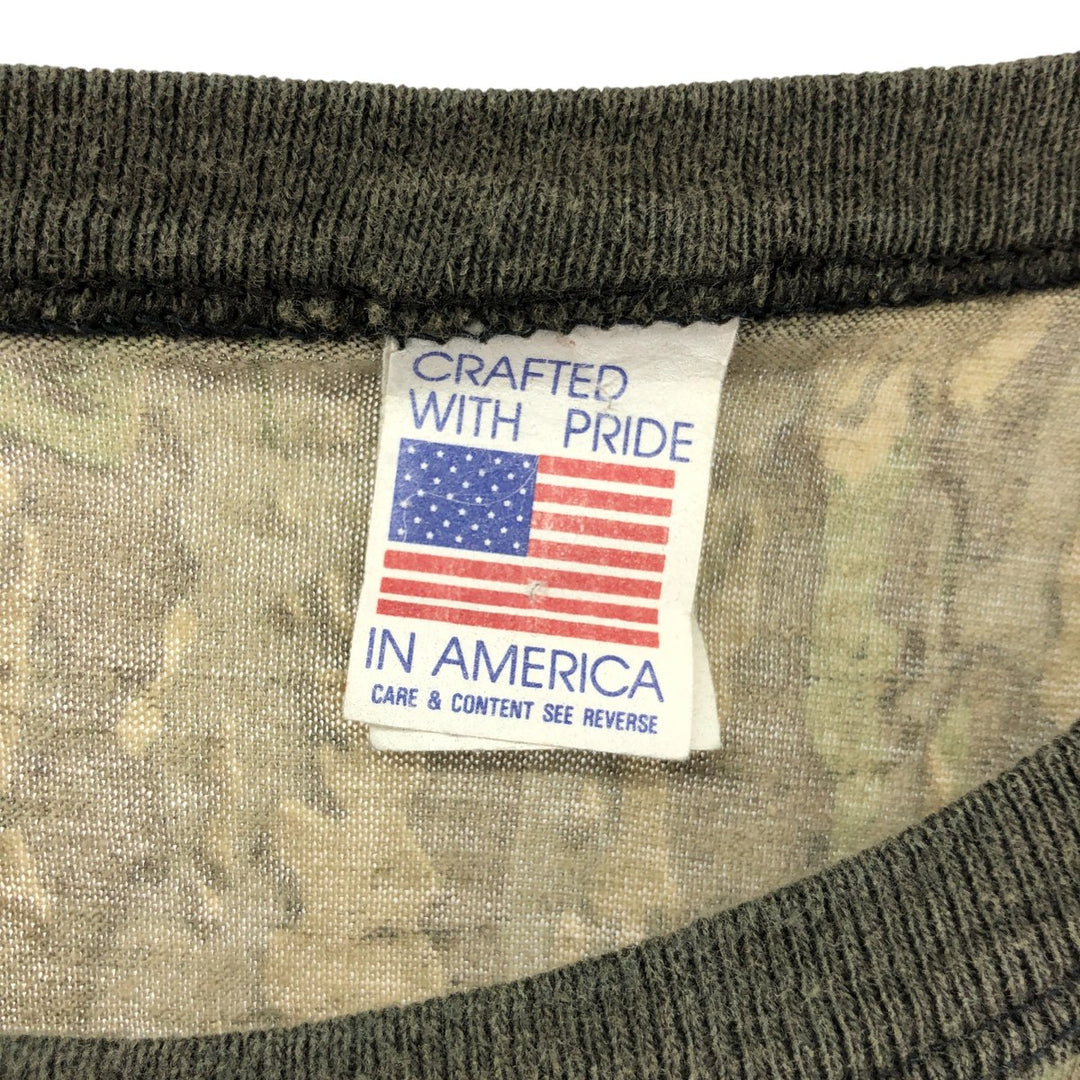 CRAFTED
WITH PRIDE
IN AMERICA
CARE & CONTENT SEE REVERSE